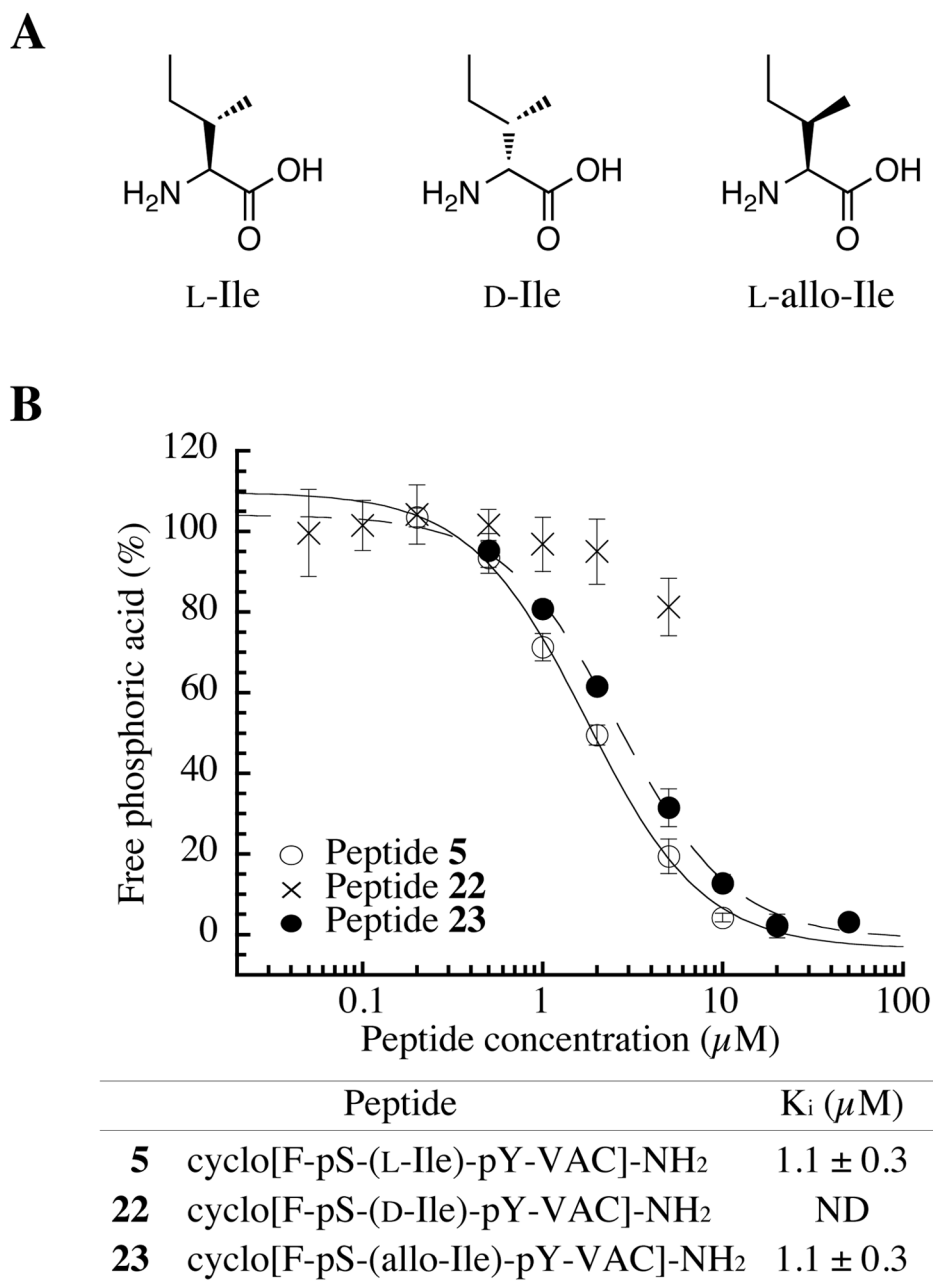 A
H₂N OH O
H₂N OH O
H₂N OH O
L-Ile D-Ile L-allo-Ile
B
Free phosphoric acid (%)
120
100
80
60
40
20
0
Peptide 5
Peptide 22
Peptide 23
0.1 1 10 100
Peptide concentration (µM)
Peptide Ki (µM)
5 cyclo[F-pS-(L-Ile)-pY-VAC]-NH₂ 1.1 ± 0.3
22 cyclo[F-pS-(D-Ile)-pY-VAC]-NH₂ ND
23 cyclo[F-pS-(allo-Ile)-pY-VAC]-NH₂ 1.1 ± 0.3